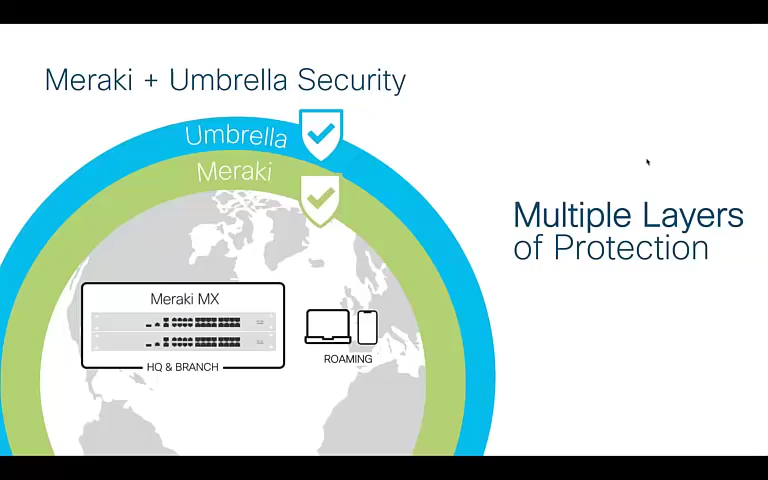 Meraki + Umbrella Security
Umbrella
Meraki
Multiple Layers
of Protection
Meraki MX
HQ & BRANCH
ROAMING